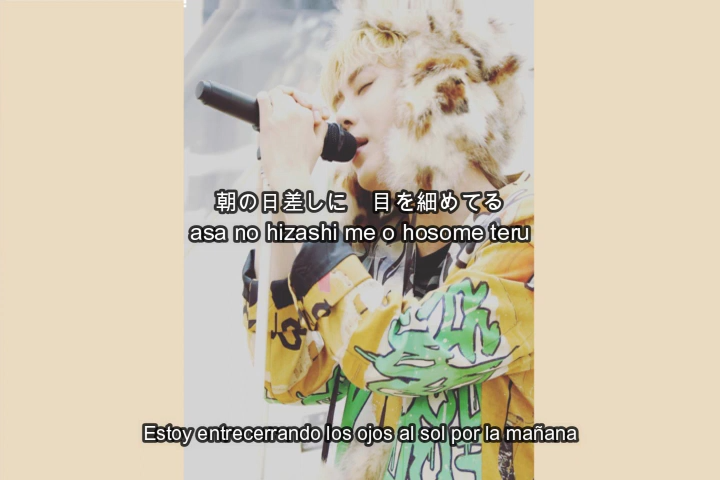 朝の日差しに　目を細めてる
asa no hizashi me o hosome teru
Estoy entrecerrando los ojos al sol por la mañana